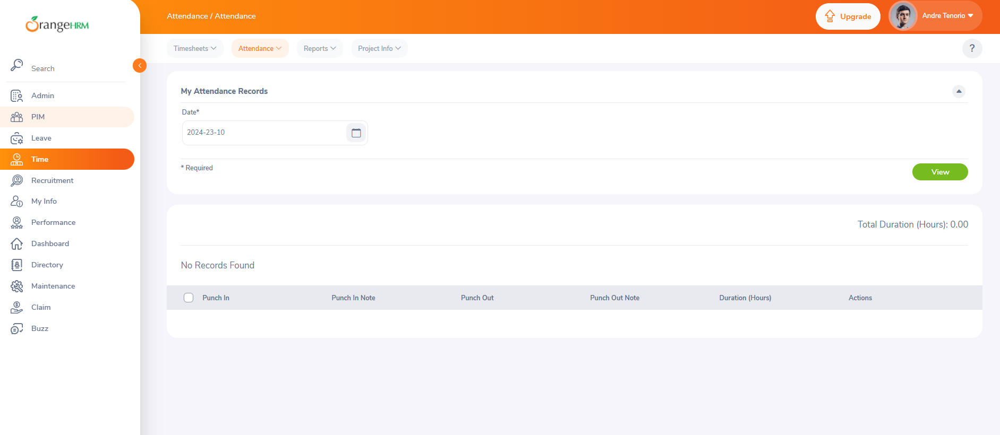 OrangeHRM
Attendance / Attendance
Upgrade
Andre Tenorio
Timesheets
Attendance
Reports
Project Info
?
Search
Admin
PIM
Leave
Time
Recruitment
My Info
Performance
Dashboard
Directory
Maintenance
Claim
Buzz
My Attendance Records
Date*
2024-23-10
* Required
View
Total Duration (Hours): 0.00
No Records Found
Punch In Punch In Note Punch Out Punch Out Note Duration (Hours) Actions